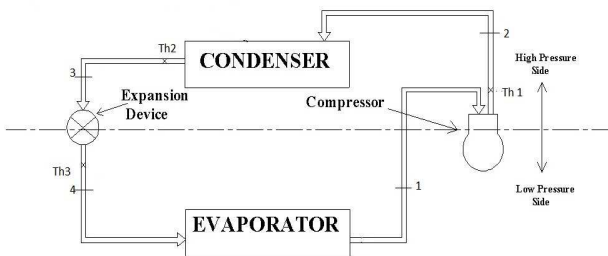 Th2
2
CONDENSER
High Pressure
Side
3
Expansion
Device
Compressor
Th 1
Th3
4
1
Low Pressure
Side
EVAPORATOR